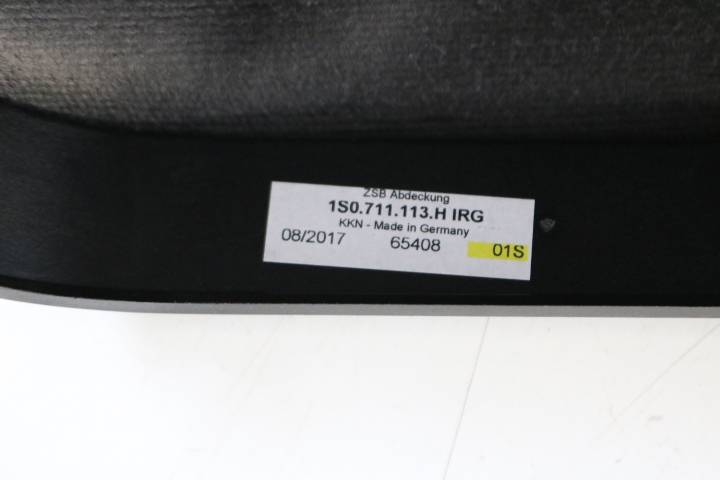 ZSB Abdeckung
1S0.711.113.H IRG
KKN - Made in Germany
08/2017 65408 01S